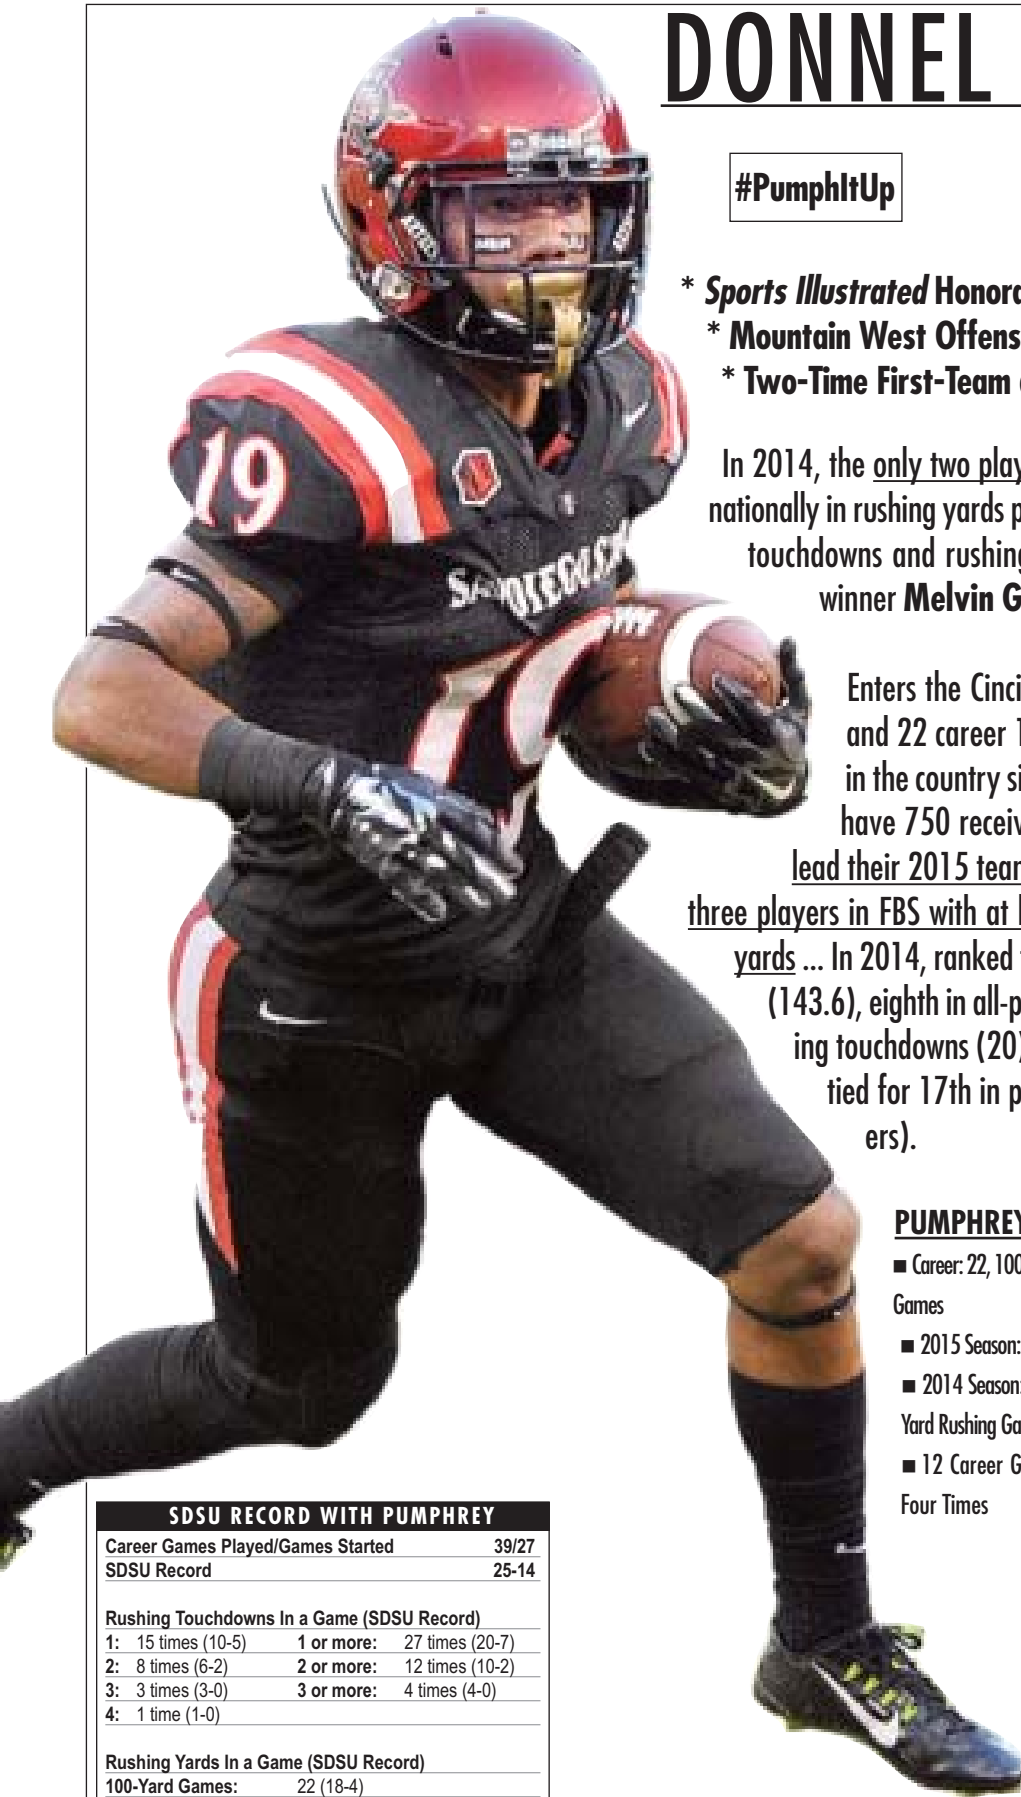 DONNEL
#PumphItUp
* Sports Illustrated Honora
* Mountain West Offens
* Two-Time First-Team
In 2014, the only two play
nationally in rushing yards p
touchdowns and rushing
winner Melvin G
Enters the Cinci
and 22 career 1
in the country si
have 750 receiv
lead their 2015 tear
three players in FBS with at l
yards ... In 2014, ranked
(143.6), eighth in all-p
ing touchdowns (20)
tied for 17th in p
ers).
PUMPHREY
■ Career: 22, 100
Games
■ 2015 Season:
■ 2014 Season:
Yard Rushing Ga
■ 12 Career G
Four Times
19
SAN DIEGO STATE
19
SDSU RECORD WITH PUMPHREY
Career Games Played/Games Started 39/27
SDSU Record 25-14
Rushing Touchdowns In a Game (SDSU Record)
1: 15 times (10-5) 1 or more: 27 times (20-7)
2: 8 times (6-2) 2 or more: 12 times (10-2)
3: 3 times (3-0) 3 or more: 4 times (4-0)
4: 1 time (1-0)
Rushing Yards In a Game (SDSU Record)
100-Yard Games: 22 (18-4)